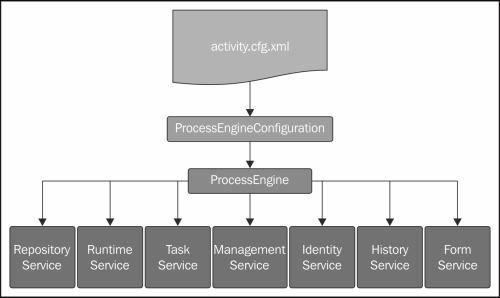 activity.cfg.xml
ProcessEngineConfiguration
ProcessEngine
Repository
Service
Runtime
Service
Task
Service
Management
Service
Identity
Service
History
Service
Form
Service